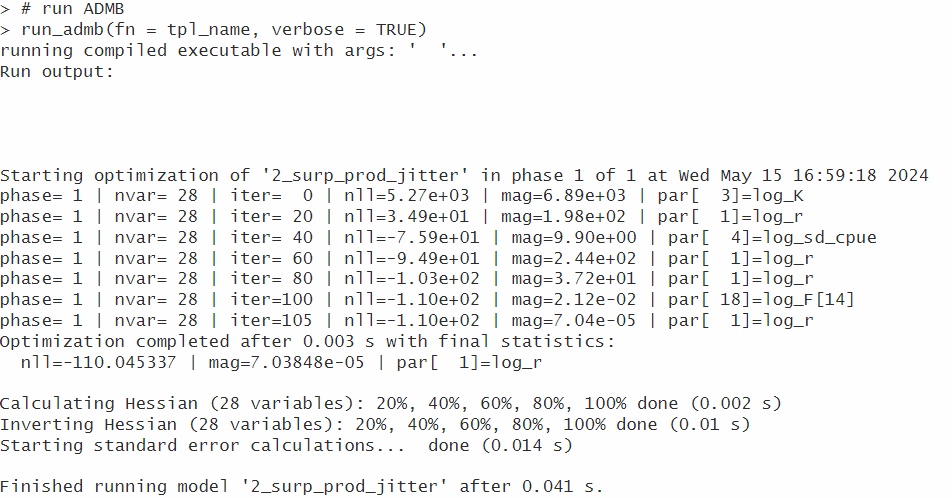 > # run ADMB
> run_admb(fn = tpl_name, verbose = TRUE)
running compiled executable with args: '  '...
Run output:
Starting optimization of '2_surp_prod_jitter' in phase 1 of 1 at Wed May 15 16:59:18 2024
phase= 1 | nvar= 28 | iter=  0 | nll=5.27e+03 | mag=6.89e+03 | par[  3]=log_K
phase= 1 | nvar= 28 | iter= 20 | nll=3.49e+01 | mag=1.98e+02 | par[  1]=log_r
phase= 1 | nvar= 28 | iter= 40 | nll=-7.59e+01 | mag=9.90e+00 | par[  4]=log_sd_cpue
phase= 1 | nvar= 28 | iter= 60 | nll=-9.49e+01 | mag=2.44e+02 | par[  1]=log_r
phase= 1 | nvar= 28 | iter= 80 | nll=-1.03e+02 | mag=3.72e+01 | par[  1]=log_r
phase= 1 | nvar= 28 | iter=100 | nll=-1.10e+02 | mag=2.12e-02 | par[ 18]=log_F[14]
phase= 1 | nvar= 28 | iter=105 | nll=-1.10e+02 | mag=7.04e-05 | par[  1]=log_r
Optimization completed after 0.003 s with final statistics:
  nll=-110.045337 | mag=7.03848e-05 | par[  1]=log_r
Calculating Hessian (28 variables): 20%, 40%, 60%, 80%, 100% done (0.002 s)
Inverting Hessian (28 variables): 20%, 40%, 60%, 80%, 100% done (0.01 s)
Starting standard error calculations...  done (0.014 s)
Finished running model '2_surp_prod_jitter' after 0.041 s.